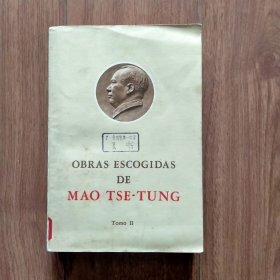 OBRAS ESCOGIDAS
DE
MAO TSE-TUNG
Tomo II